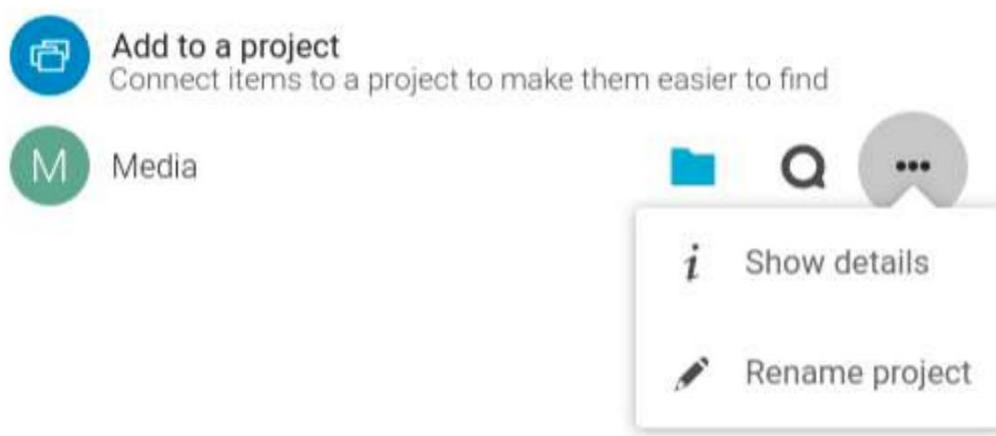 Add to a project
Connect items to a project to make them easier to find
M Media
i Show details
Rename project